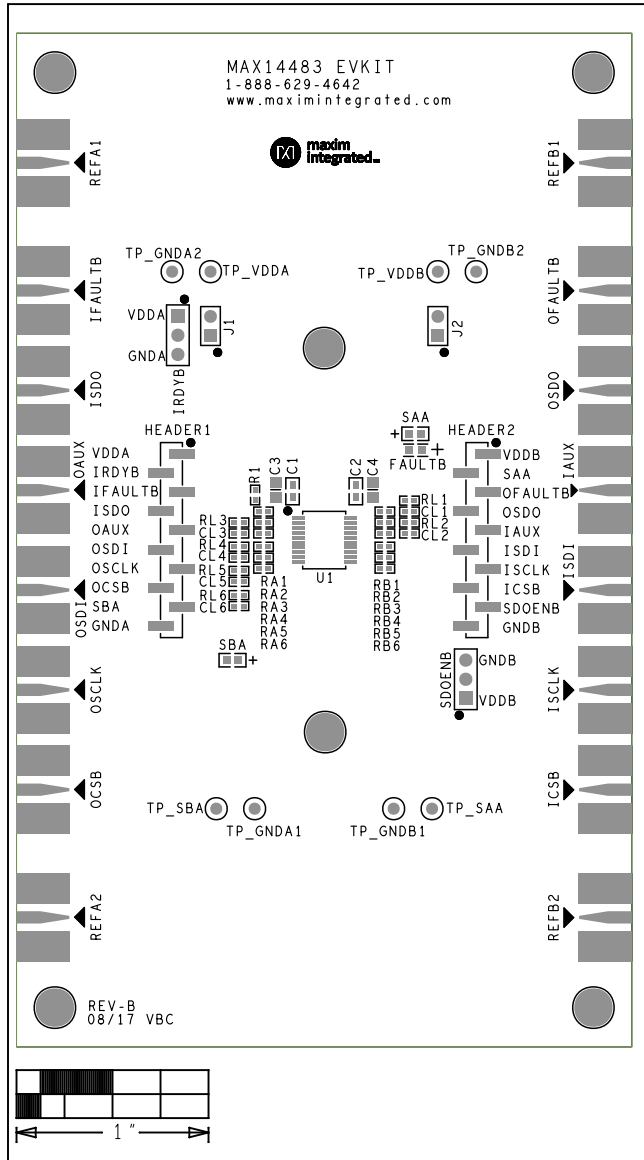 MAX14483 EVKIT
1-888-629-4642
www.maximintegrated.com
maxim
integrated™
REFA1
REFB1
TP_GNDA2
TP_VDDA
TP_VDDB
TP_GNDB2
IFAULTB
OFAULTB
VDDA
GNDA
IRDYB
J1
J2
ISDO
OSDO
SAA
+
FAULTB
+
HEADER1
HEADER2
OAUX
IAUX
VDDA
IRDYB
IFAULTB
ISDO
OAUX
OSDI
OSCLK
OCSB
SBA
GNDA
VDDB
SAA
OFAULTB
OSDO
IAUX
ISDI
ISCLK
ICSB
SDOENB
GNDB
R1
C3
C1
C2
C4
RL1
CL1
RL2
CL2
RL3
CL3
RL4
CL4
RL5
CL5
RL6
CL6
U1
RA1
RA2
RA3
RA4
RA5
RA6
RB1
RB2
RB3
RB4
RB5
RB6
OSDI
ISDI
SBA
+
SDOENB
GNDB
VDDB
OSCLK
ISCLK
OCSB
ICSB
TP_SBA
TP_GNDA1
TP_GNDB1
TP_SAA
REFA2
REFB2
REV-B
08/17 VBC
1"